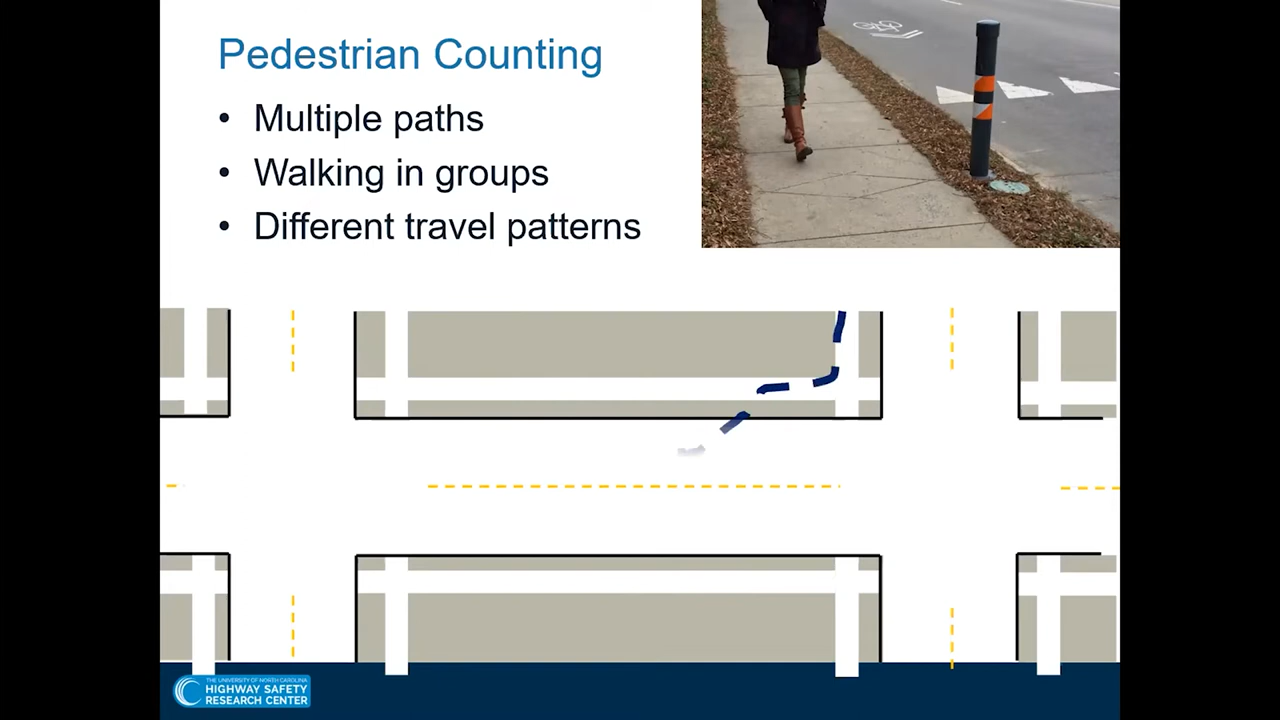 Pedestrian Counting
• Multiple paths
• Walking in groups
• Different travel patterns
THE UNIVERSITY OF NORTH CAROLINA
HIGHWAY SAFETY
RESEARCH CENTER